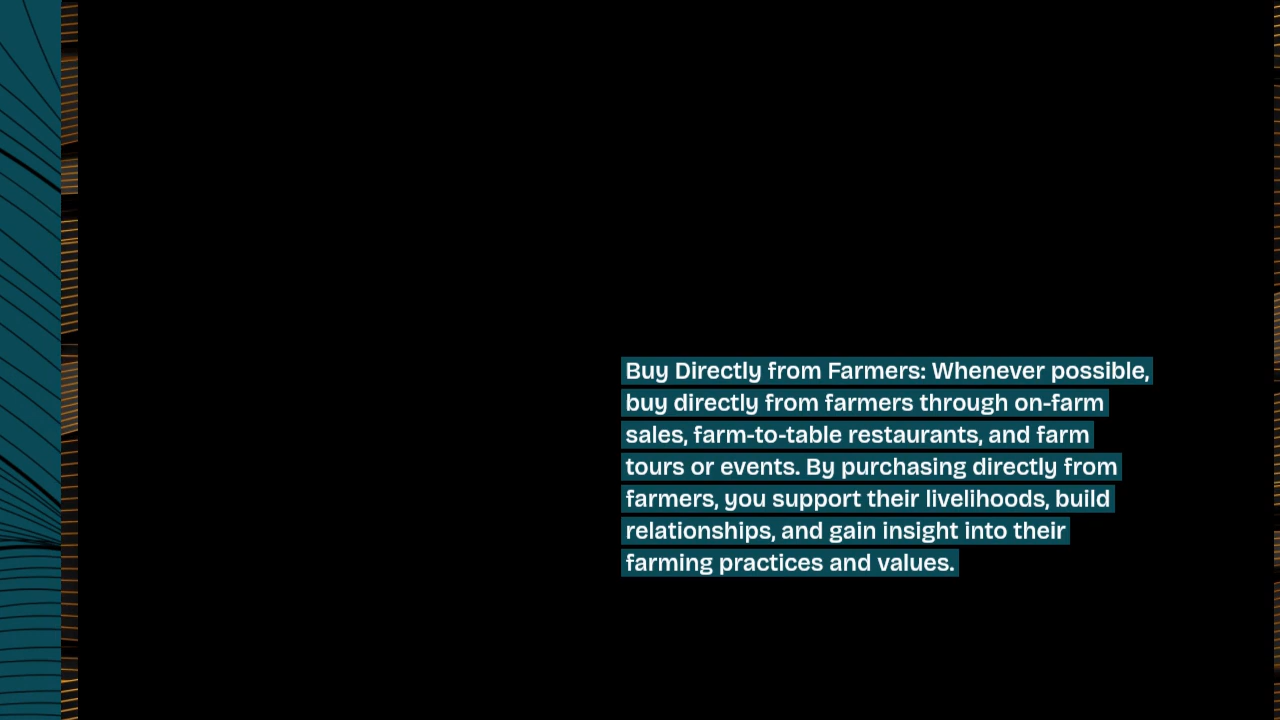 Buy Directly from Farmers: Whenever possible,
buy directly from farmers through on-farm
sales, farm-to-table restaurants, and farm
tours or events. By purchasing directly from
farmers, you support their livelihoods, build
relationships, and gain insight into their
farming practices and values.